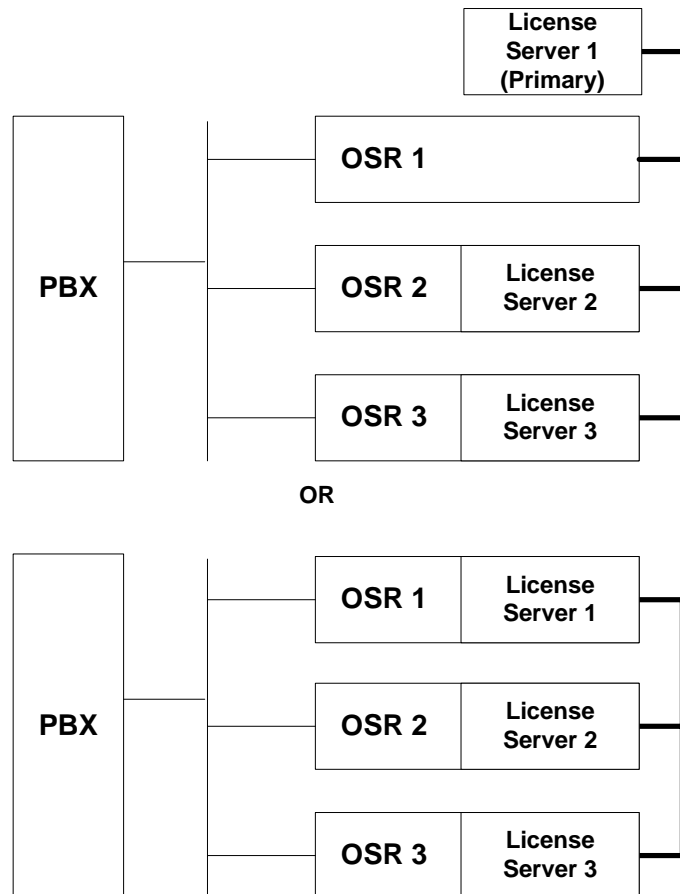 License
Server 1
(Primary)
PBX
OSR 1
OSR 2
License
Server 2
OSR 3
License
Server 3
OR
PBX
OSR 1
License
Server 1
OSR 2
License
Server 2
OSR 3
License
Server 3